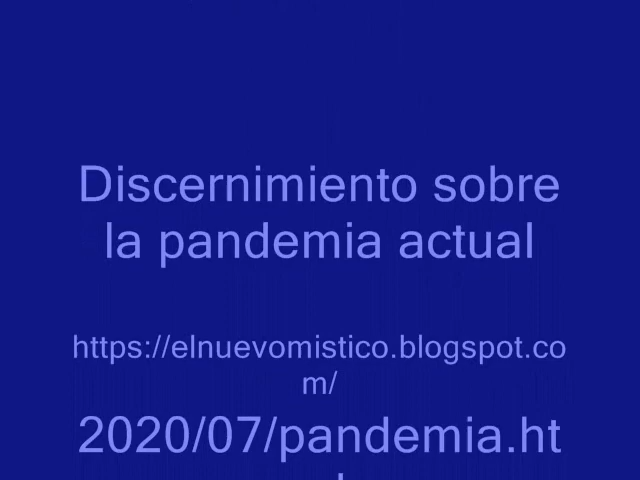 Discernimiento sobre
la pandemia actual
https://elnuevomistico.blogspot.co
m/
2020/07/pandemia.ht